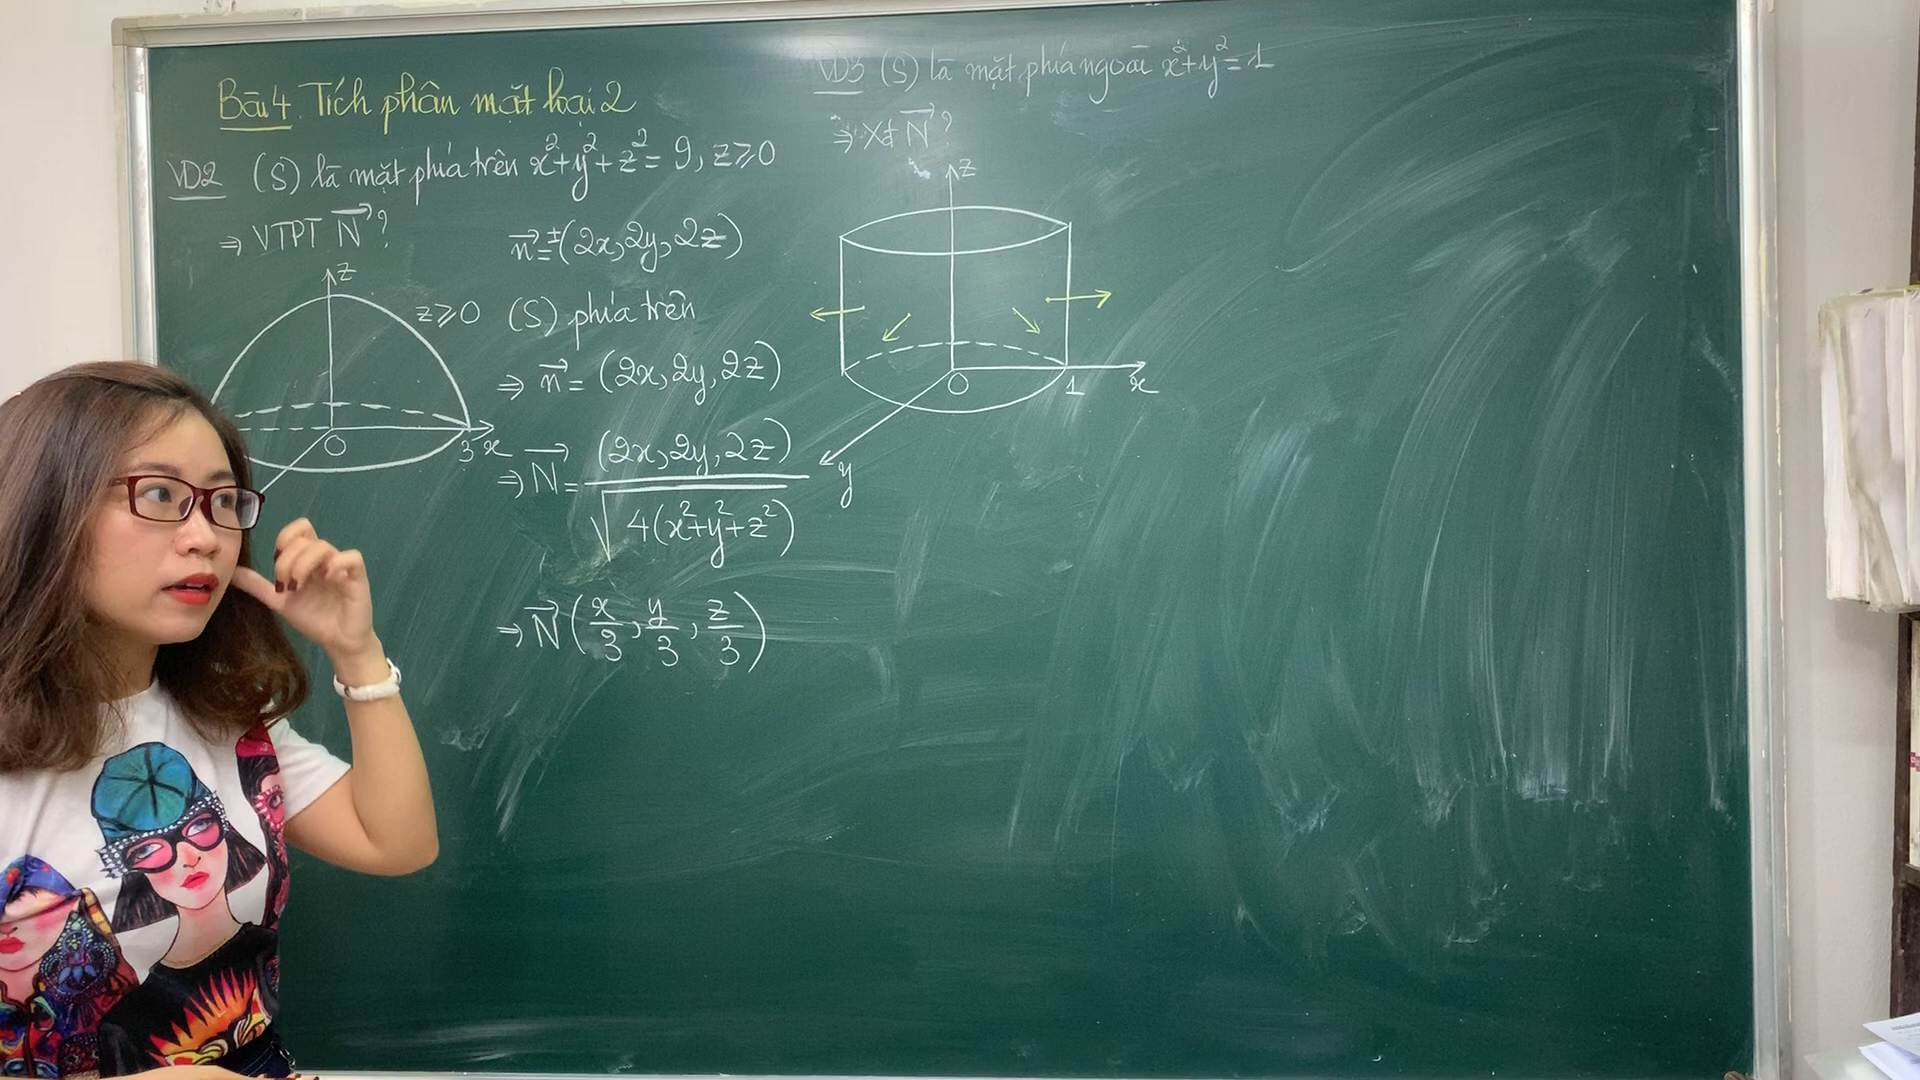 Bài 4. Tích phân mặt loại 2
VD2 (S) là mặt phía trên x²+y²+z²=9, z⩾0
⇒ VTPT N⃗?
n⃗=±(2x,2y,2z)
z
z⩾0
O
3 x
(S) phía trên
⇒ n⃗=(2x,2y,2z)
⇒ N⃗=(2x,2y,2z)/√(4(x²+y²+z²))
⇒ N⃗(x/3, y/3, z/3)
VD3 (S) là mặt phía ngoài x²+y²=1
⇒ Xđ N⃗?
z
O
1
x
y